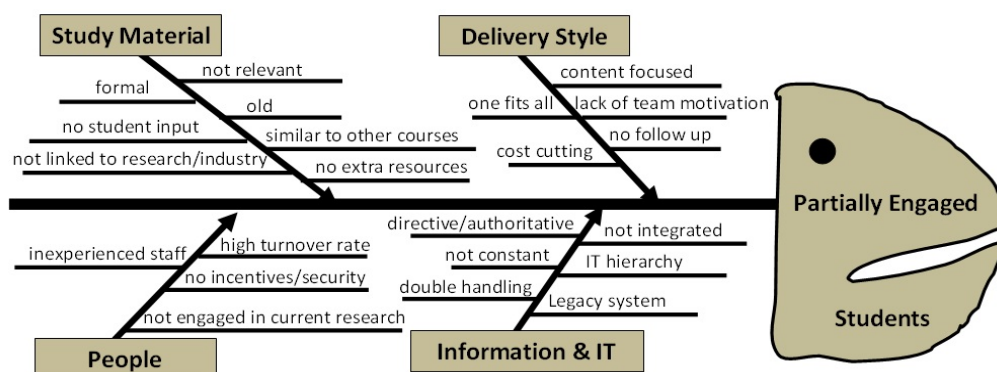 Study Material
not relevant
formal
old
no student input
similar to other courses
not linked to research/industry
no extra resources
Delivery Style
content focused
one fits all
lack of team motivation
no follow up
cost cutting
Partially Engaged
Students
inexperienced staff
high turnover rate
no incentives/security
not engaged in current research
People
directive/authoritative
not integrated
not constant
IT hierarchy
double handling
Legacy system
Information & IT